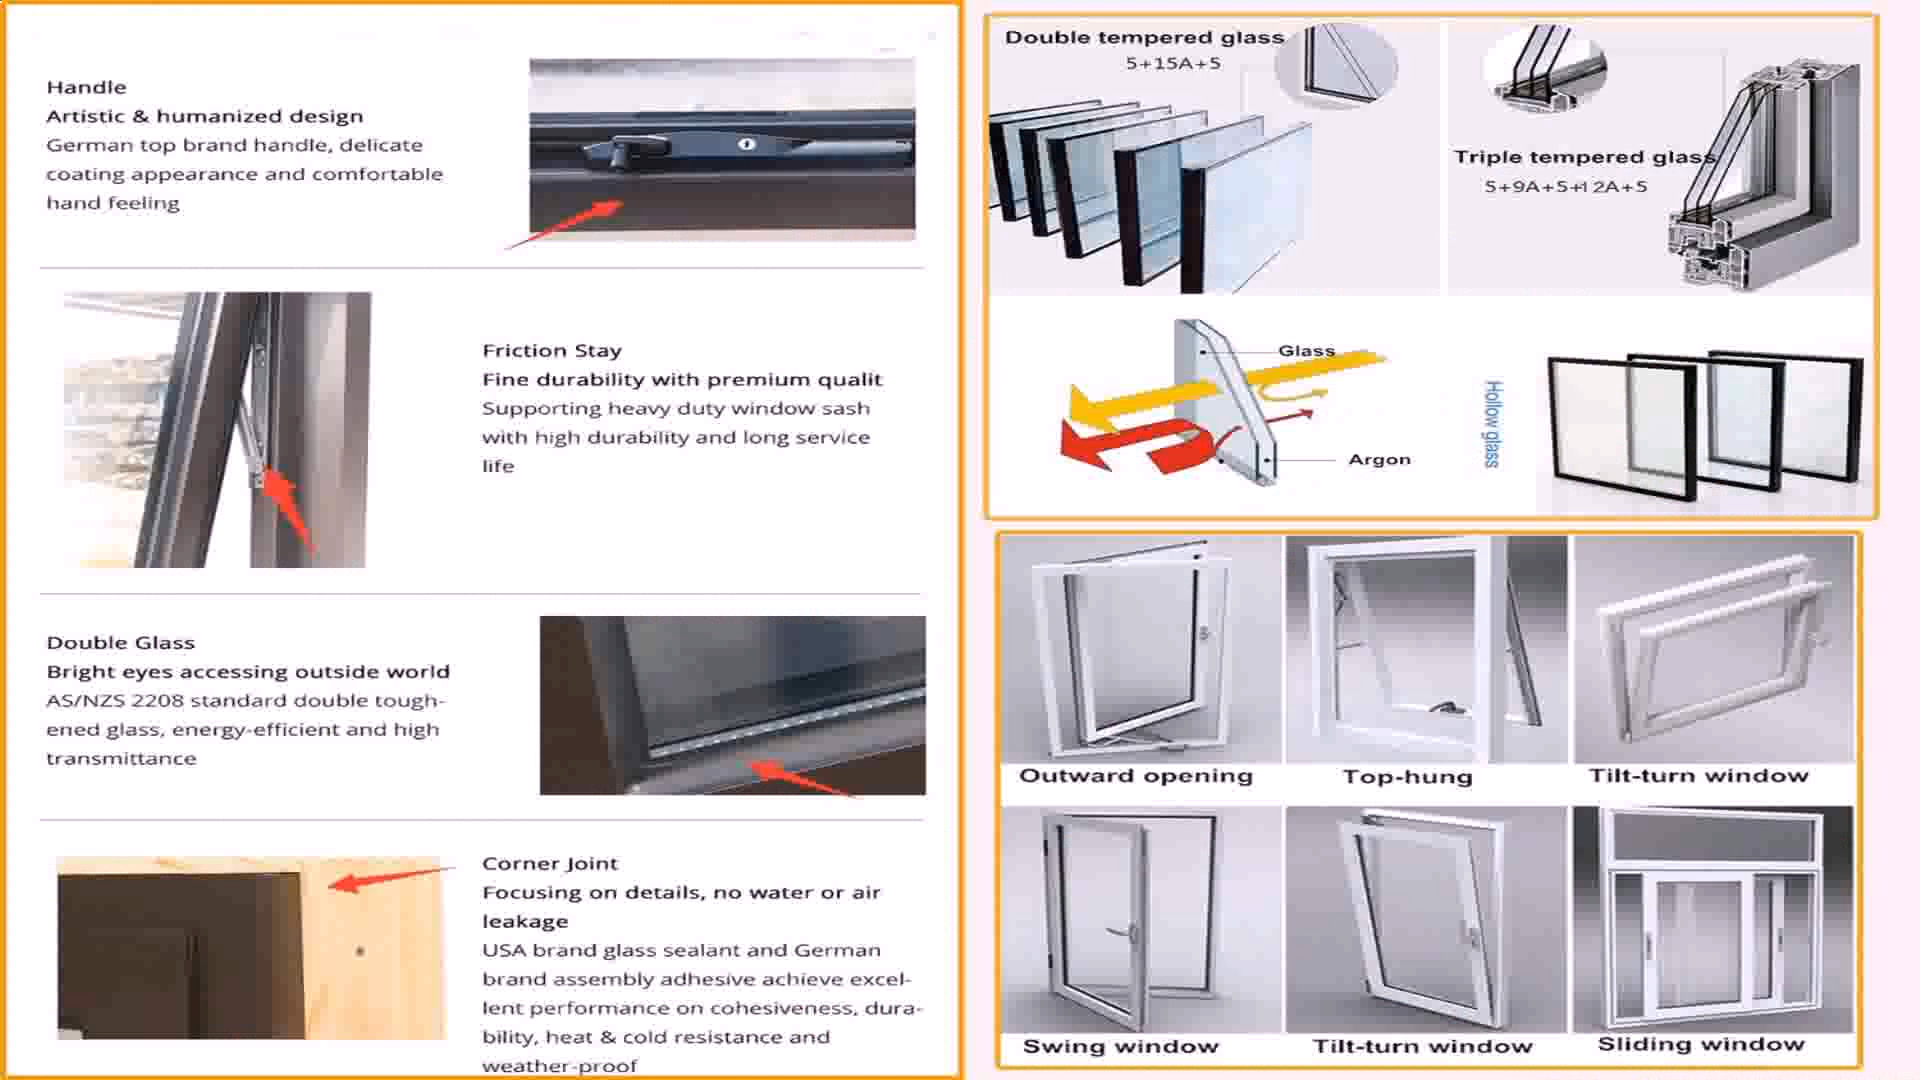 Handle
Artistic & humanized design
German top brand handle, delicate
coating appearance and comfortable
hand feeling
Friction Stay
Fine durability with premium qualit
Supporting heavy duty window sash
with high durability and long service
life
Double Glass
Bright eyes accessing outside world
AS/NZS 2208 standard double tough-
ened glass, energy-efficient and high
transmittance
Corner Joint
Focusing on details, no water or air
leakage
USA brand glass sealant and German
brand assembly adhesive achieve excel-
lent performance on cohesiveness, dura-
bility, heat & cold resistance and
weather-proof
Double tempered glass
5+15A+5
Triple tempered glass
5+9A+5+12A+5
Glass
Argon
Hollow glass
Outward opening
Top-hung
Tilt-turn window
Swing window
Tilt-turn window
Sliding window